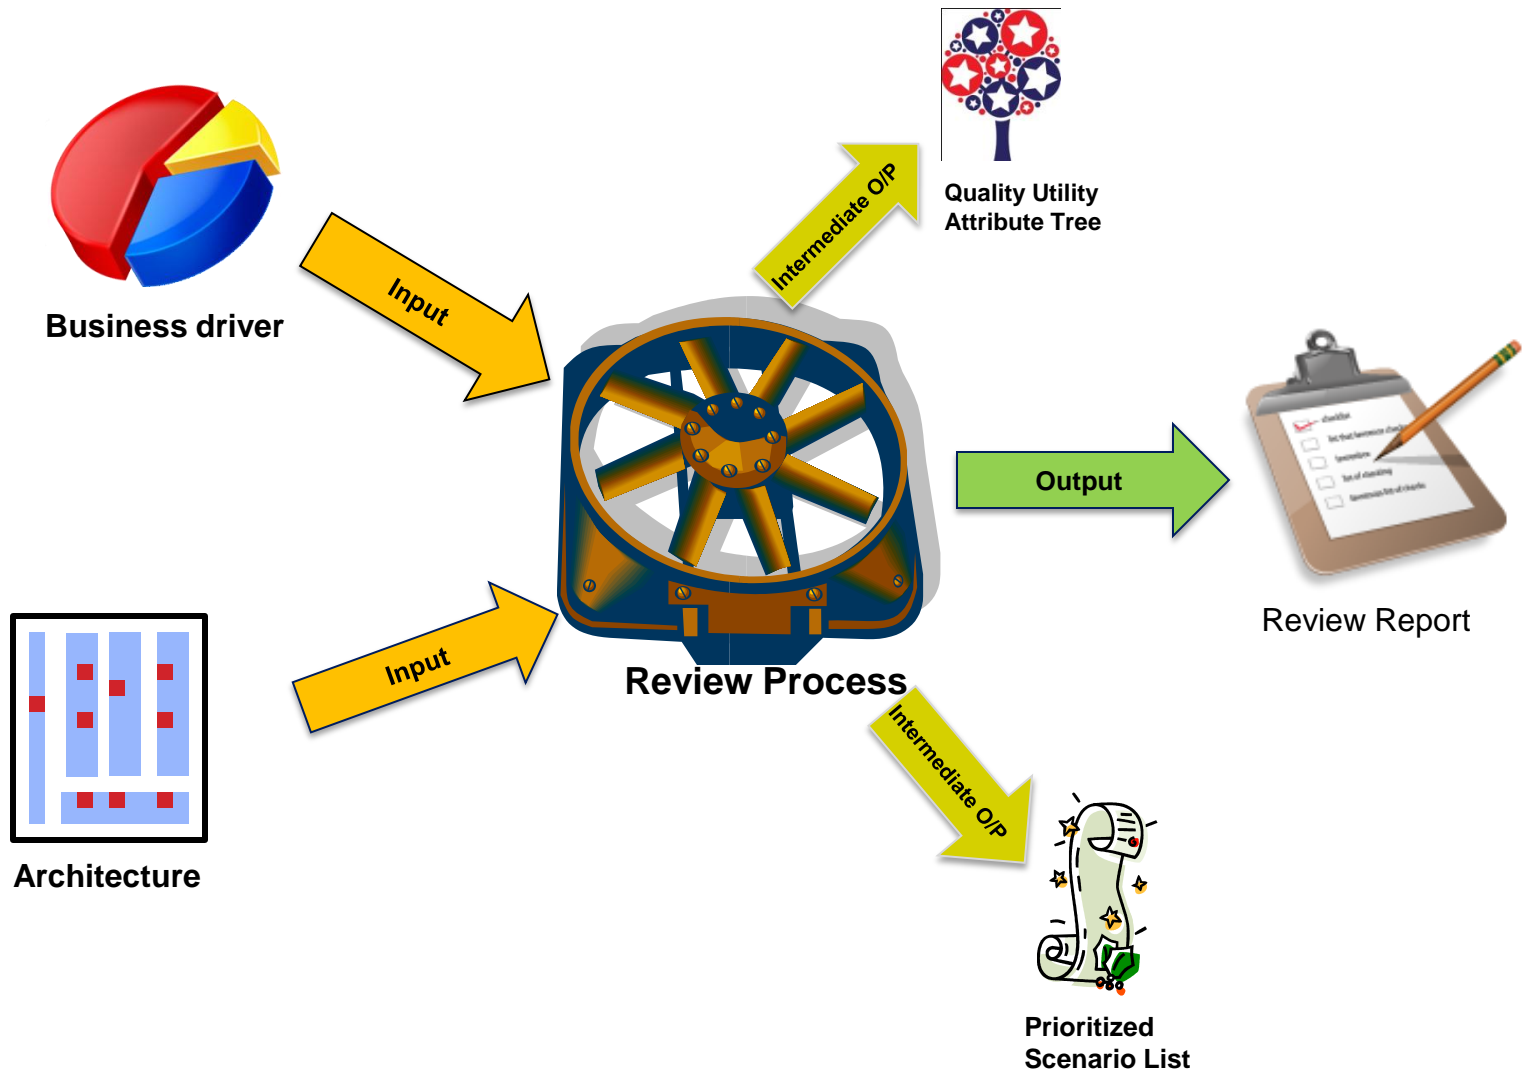 Quality Utility
Attribute Tree
Intermediate O/P
Input
Business driver
Output
checklist
Review Report
Input
Review Process
Intermediate O/P
Architecture
Prioritized
Scenario List